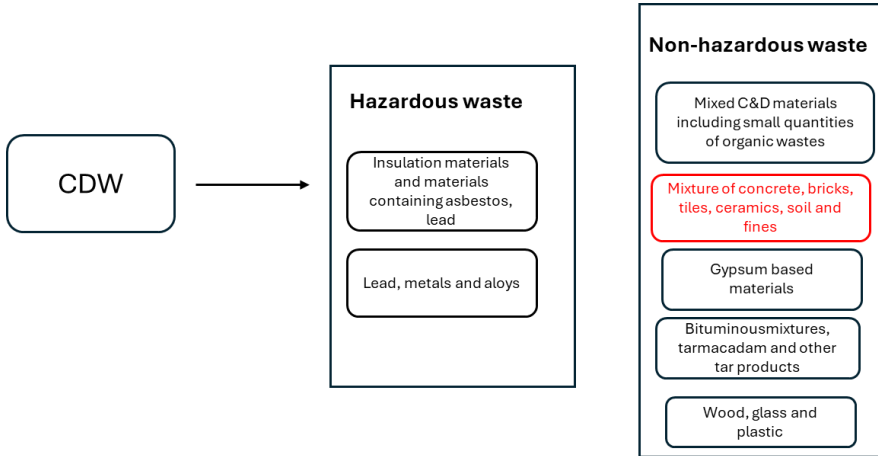 CDW
Hazardous waste
Insulation materials
and materials
containing asbestos,
lead
Lead, metals and aloys
Non-hazardous waste
Mixed C&D materials
including small quantities
of organic wastes
Mixture of concrete, bricks,
tiles, ceramics, soil and
fines
Gypsum based
materials
Bituminousmixtures,
tarmacadam and other
tar products
Wood, glass and
plastic